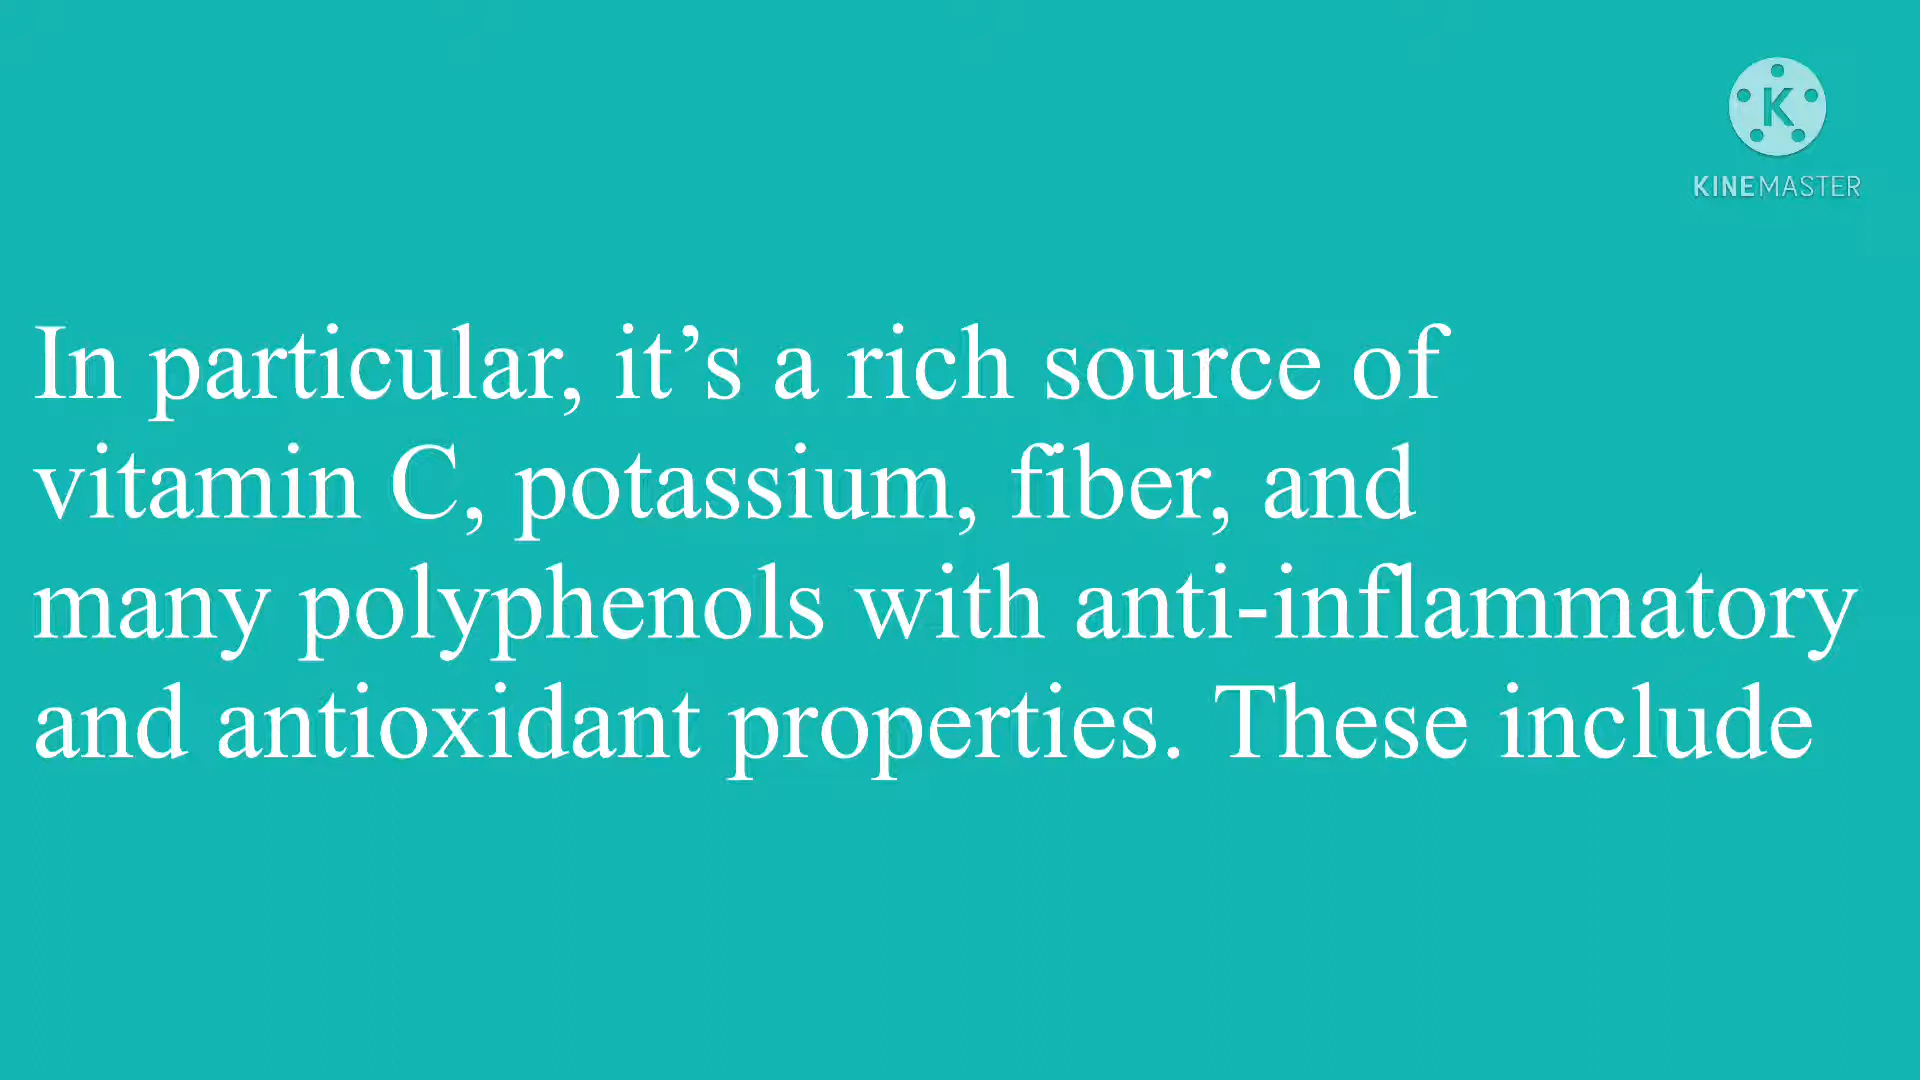 K
KINEMASTER
In particular, it’s a rich source of
vitamin C, potassium, fiber, and
many polyphenols with anti-inflammatory
and antioxidant properties. These include